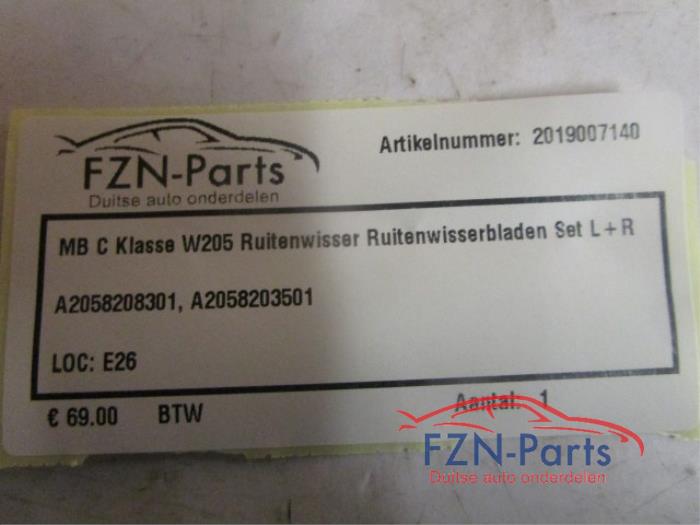 FZN-Parts
Duitse auto onderdelen
Artikelnummer: 2019007140
MB C Klasse W205 Ruitenwisser Ruitenwisserbladen Set L+R
A2058208301, A2058203501
LOC: E26
€ 69.00 BTW Aantal: 1
FZN-Parts
Duitse auto onderdelen